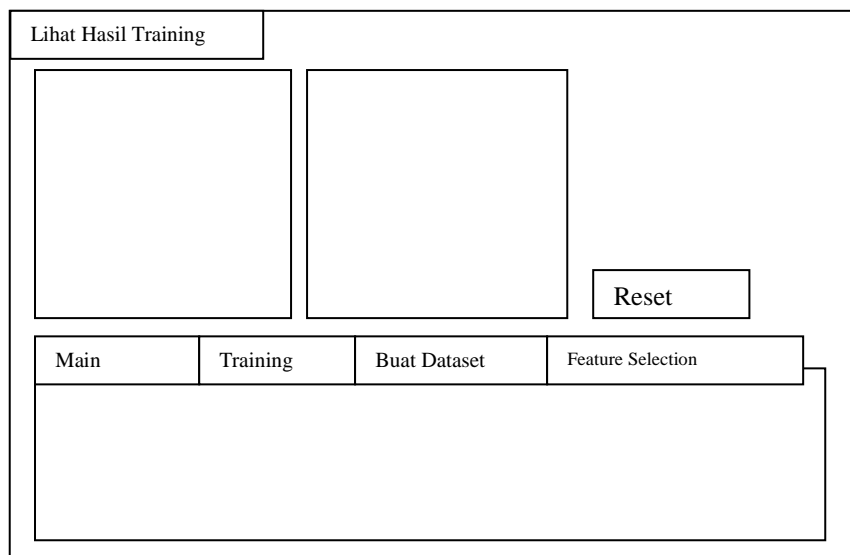 Lihat Hasil Training
Reset
Main
Training
Buat Dataset
Feature Selection